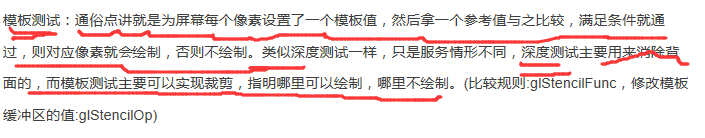 模板测试：通俗点讲就是为屏幕每个像素设置了一个模板值，然后拿一个参考值与之比较，满足条件就通
过，则对应像素就会绘制，否则不绘制。类似深度测试一样，只是服务情形不同，深度测试主要用来消除背
面的，而模板测试主要可以实现裁剪，指明哪里可以绘制，哪里不绘制。(比较规则:glStencilFunc，修改模板
缓冲区的值:glStencilOp)